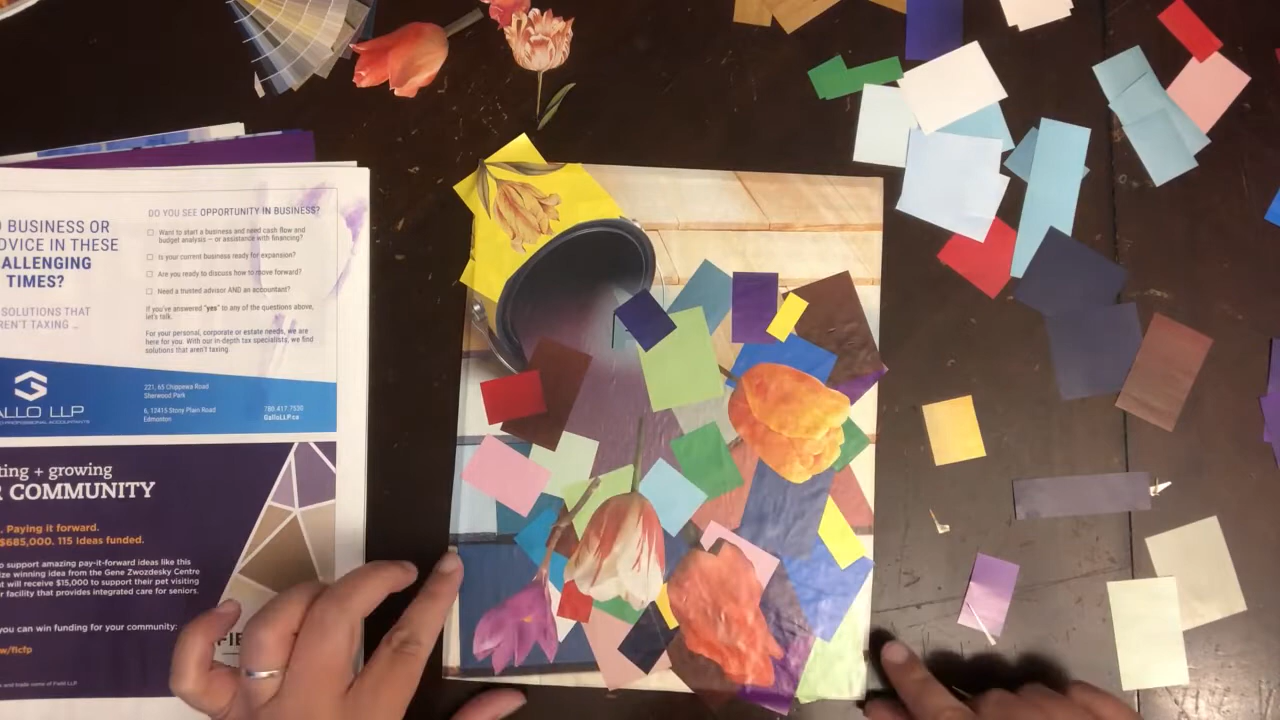 BUSINESS OR
ADVICE IN THESE
ALLENGING
TIMES?
SOLUTIONS THAT
REN'T TAXING ...
DO YOU SEE OPPORTUNITY IN BUSINESS?
Want to start a business and need cash flow and
budget analysis – or assistance with financing?
Is your current business ready for expansion?
Are you ready to discuss how to move forward?
Need a trusted advisor AND an accountant?
If you've answered "yes" to any of the questions above,
let's talk.
For your personal, corporate or estate needs, we are
here for you. With our in-depth tax specialists, we find
solutions that aren't taxing.
ALLO LLP
PROFESSIONAL ACCOUNTANTS
221, 65 Chippewa Road
Sherwood Park
6, 12415 Stony Plain Road
Edmonton
780.417.7530
GalloLLP.ca
ting + growing
R COMMUNITY
. Paying it forward.
$685,000. 115 Ideas funded.
o support amazing pay-it-forward ideas like this
ze winning idea from the Gene Zwozdesky Centre
t will receive $15,000 to support their pet visiting
r facility that provides integrated care for seniors.
you can win funding for your community:
w/flcfp
FIE